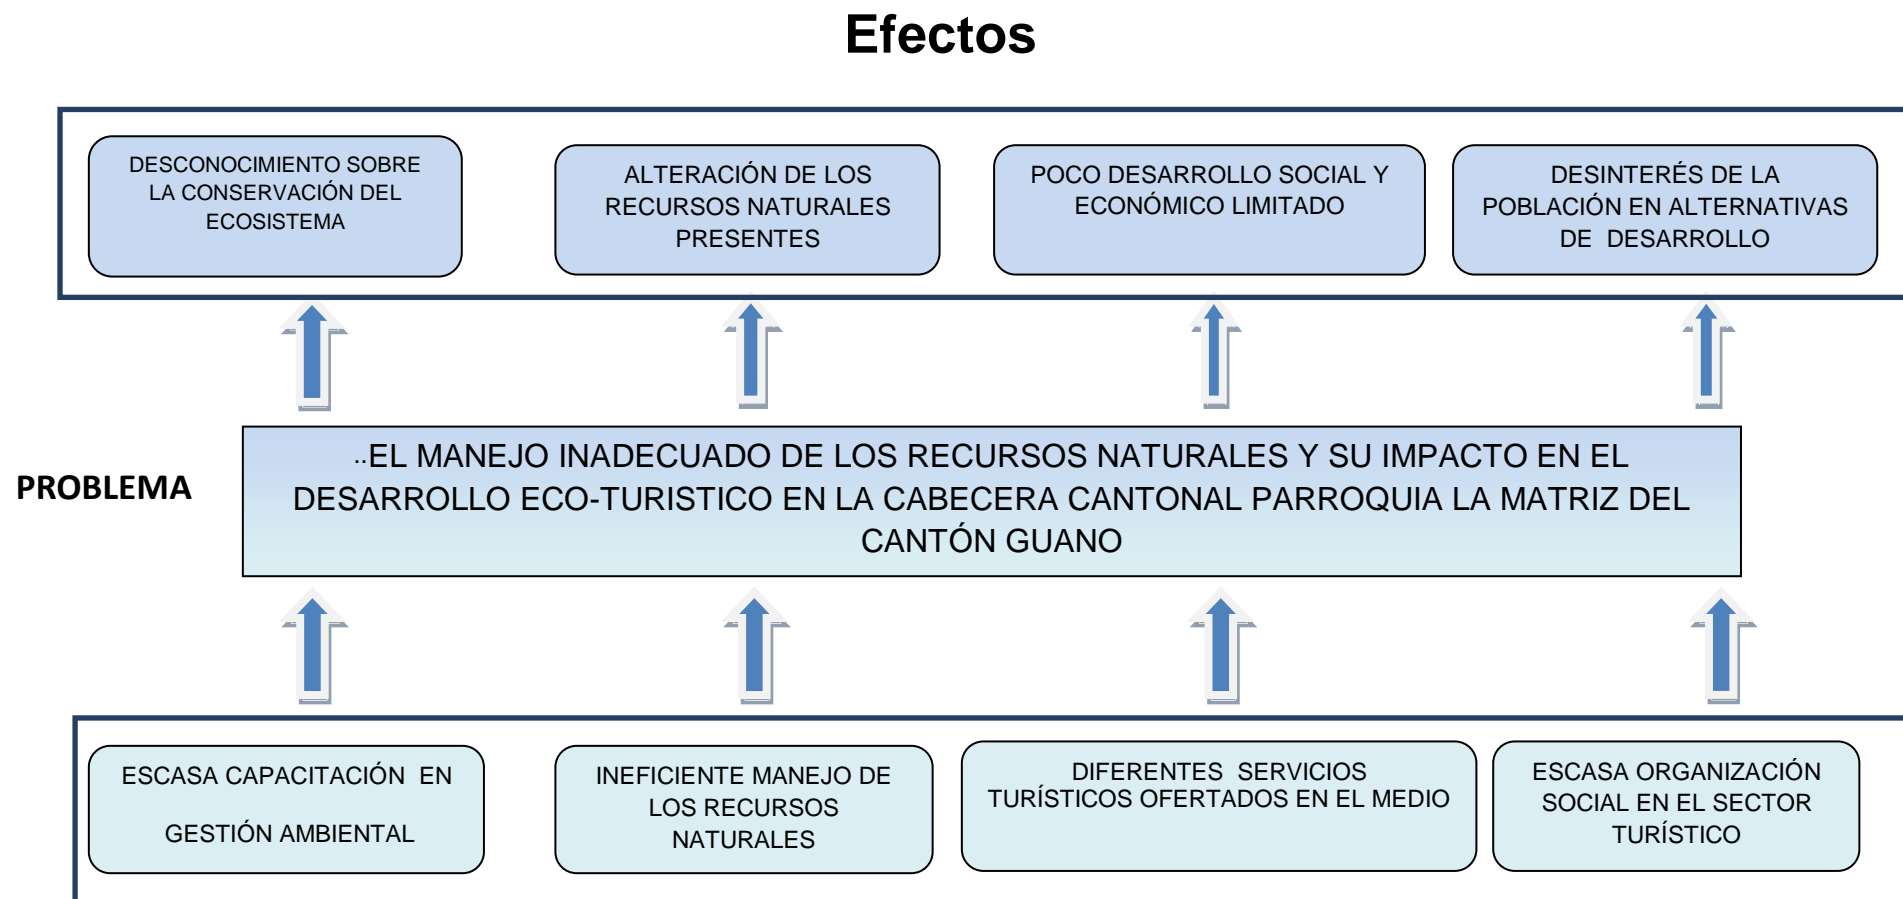 Efectos
DESCONOCIMIENTO SOBRE
LA CONSERVACIÓN DEL
ECOSISTEMA
ALTERACIÓN DE LOS
RECURSOS NATURALES
PRESENTES
POCO DESARROLLO SOCIAL Y
ECONÓMICO LIMITADO
DESINTERÉS DE LA
POBLACIÓN EN ALTERNATIVAS
DE DESARROLLO
PROBLEMA
..EL MANEJO INADECUADO DE LOS RECURSOS NATURALES Y SU IMPACTO EN EL
DESARROLLO ECO-TURISTICO EN LA CABECERA CANTONAL PARROQUIA LA MATRIZ DEL
CANTÓN GUANO
ESCASA CAPACITACIÓN EN
GESTIÓN AMBIENTAL
INEFICIENTE MANEJO DE
LOS RECURSOS
NATURALES
DIFERENTES SERVICIOS
TURÍSTICOS OFERTADOS EN EL MEDIO
ESCASA ORGANIZACIÓN
SOCIAL EN EL SECTOR
TURÍSTICO